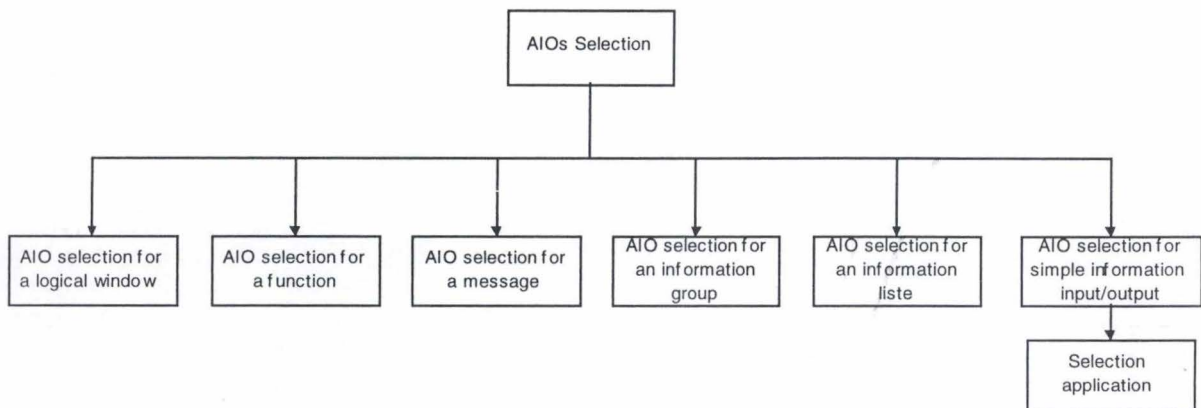 AIOs Selection
AIO selection for
a logical window
AIO selection for
a function
AIO selection for
a message
AIO selection for
an information
group
AIO selection for
an information
liste
AIO selection for
simple information
input/output
Selection
application